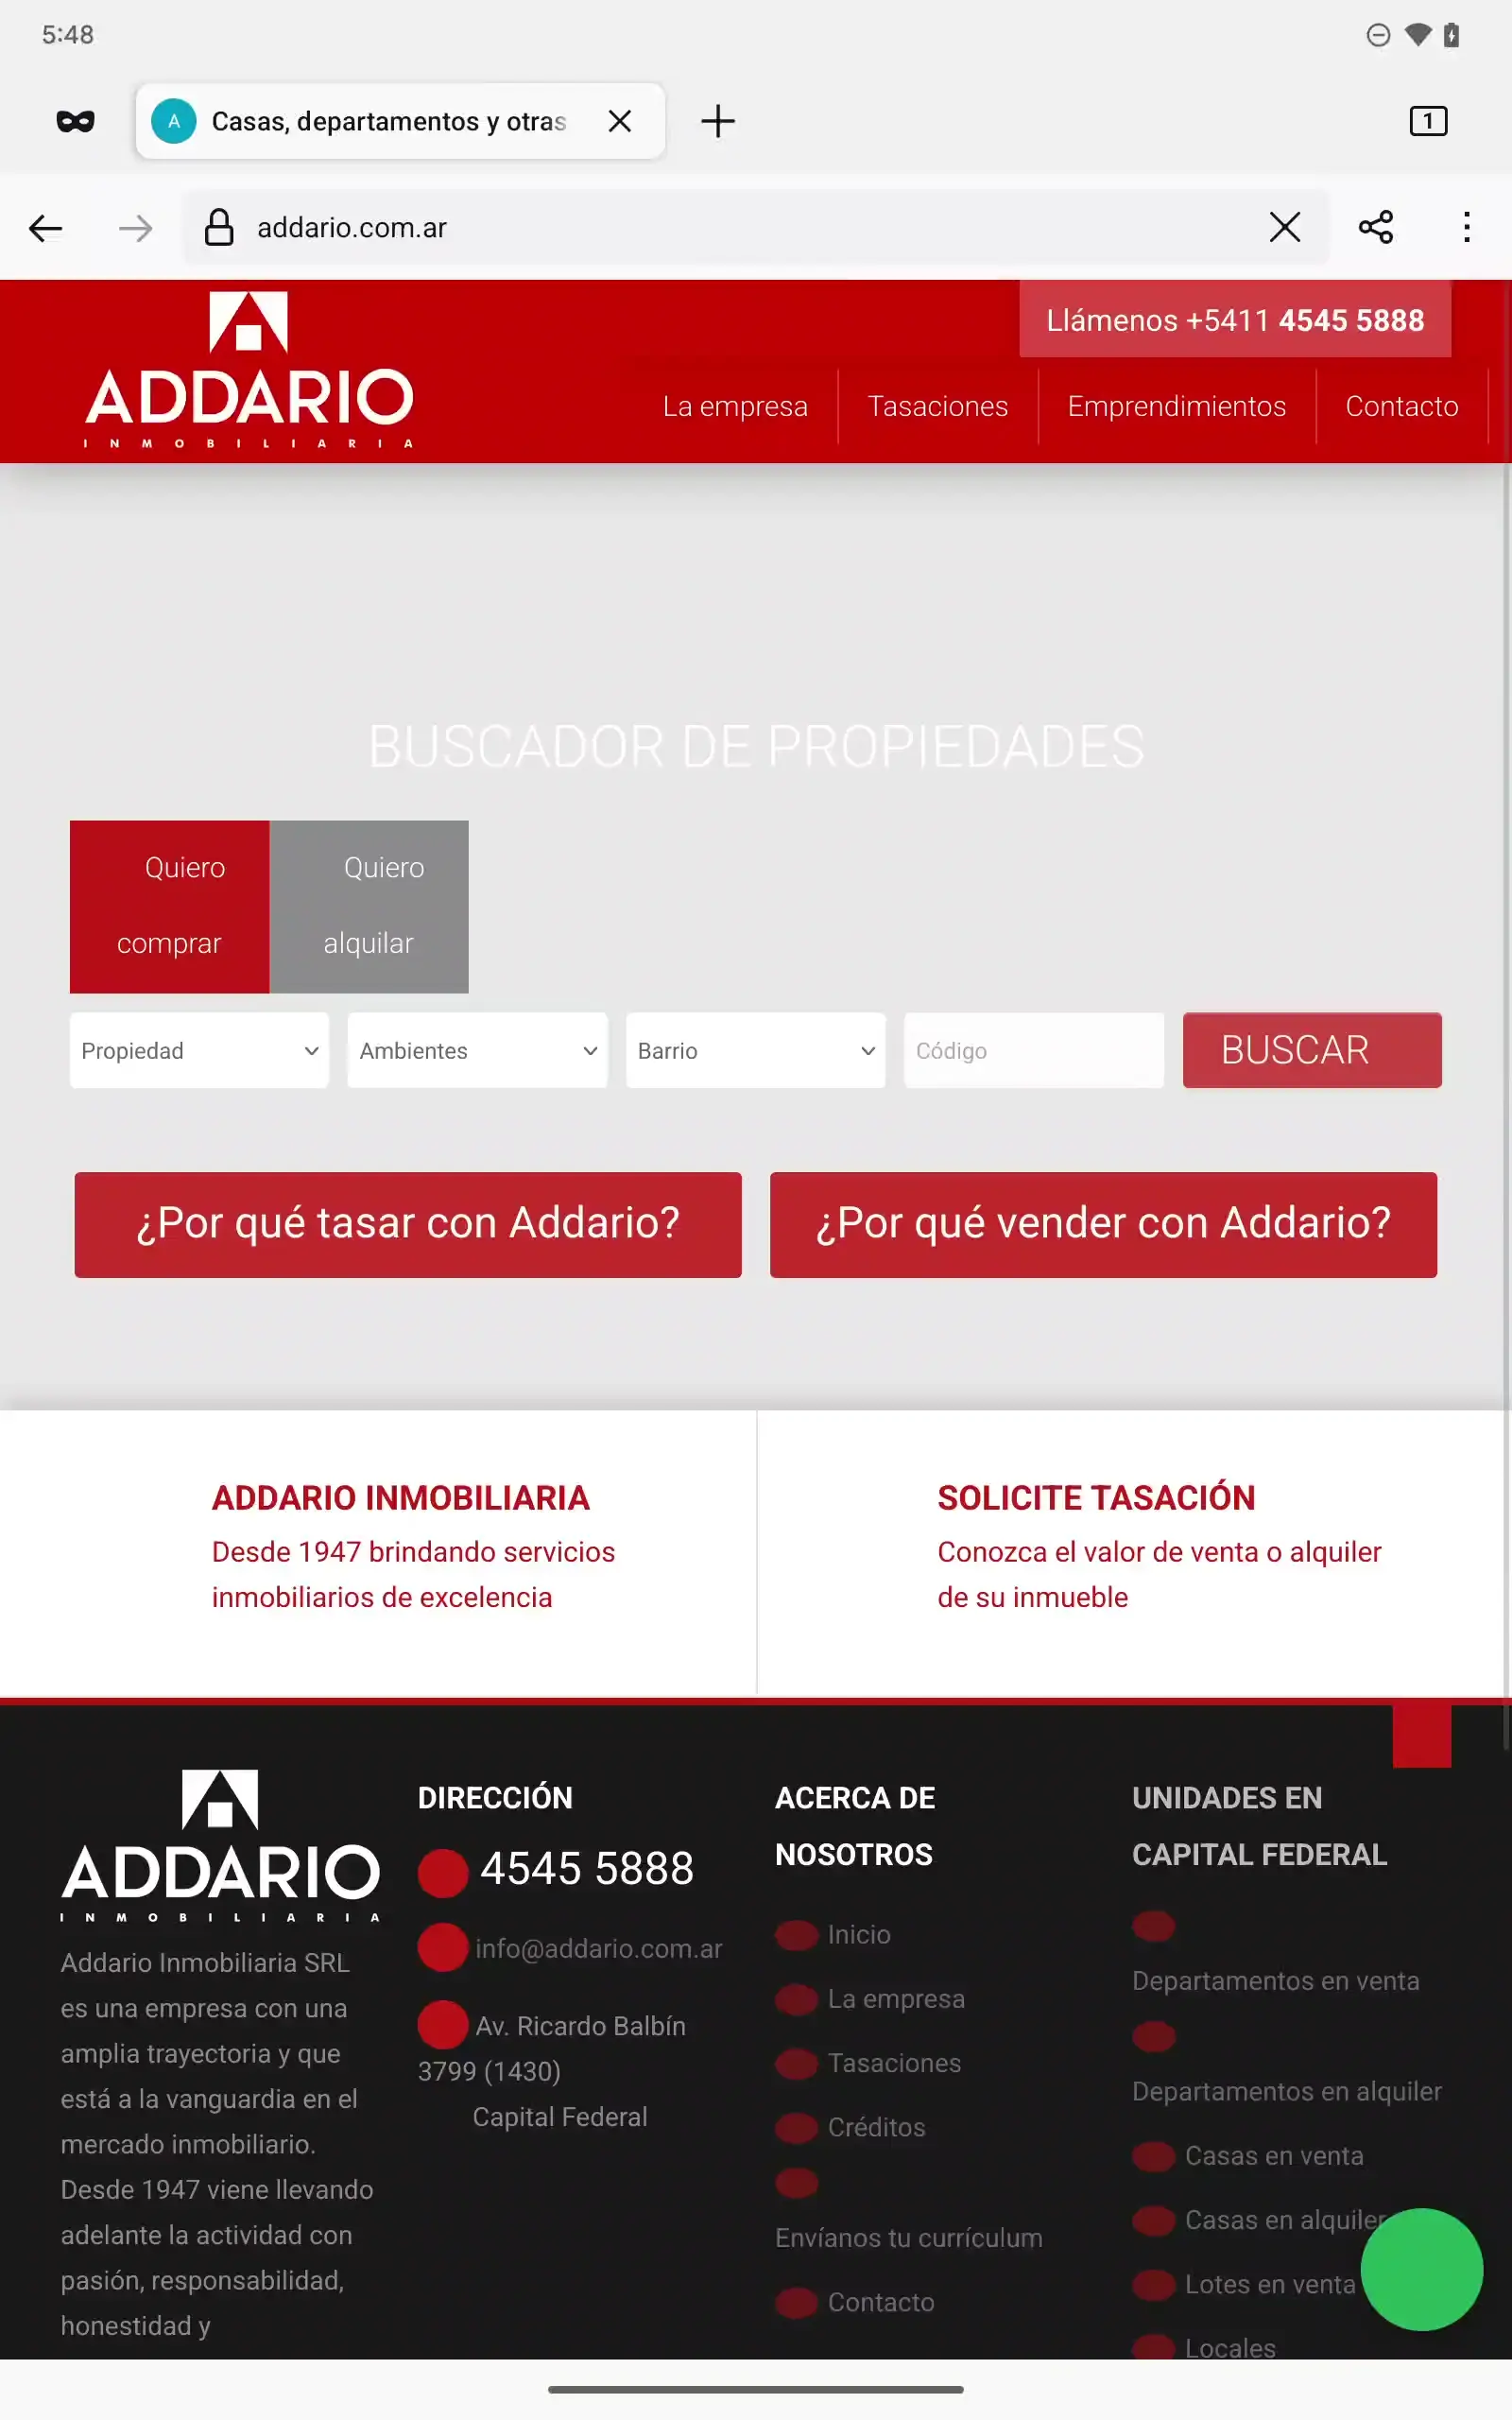 5:48
A
Casas, departamentos y otras
1
addario.com.ar
Llámenos +5411 4545 5888
ADDARIO
INMOBILIARIA
La empresa
Tasaciones
Emprendimientos
Contacto
BUSCADOR DE PROPIEDADES
Quiero
comprar
Quiero
alquilar
Propiedad
Ambientes
Barrio
Código
BUSCAR
¿Por qué tasar con Addario?
¿Por qué vender con Addario?
ADDARIO INMOBILIARIA
Desde 1947 brindando servicios
inmobiliarios de excelencia
SOLICITE TASACIÓN
Conozca el valor de venta o alquiler
de su inmueble
ADDARIO
INMOBILIARIA
Addario Inmobiliaria SRL
es una empresa con una
amplia trayectoria y que
está a la vanguardia en el
mercado inmobiliario.
Desde 1947 viene llevando
adelante la actividad con
pasión, responsabilidad,
honestidad y
DIRECCIÓN
4545 5888
info@addario.com.ar
Av. Ricardo Balbín
3799 (1430)
Capital Federal
ACERCA DE
NOSOTROS
Inicio
La empresa
Tasaciones
Créditos
Envíanos tu currículum
Contacto
UNIDADES EN
CAPITAL FEDERAL
Departamentos en venta
Departamentos en alquiler
Casas en venta
Casas en alquiler
Lotes en venta
Locales